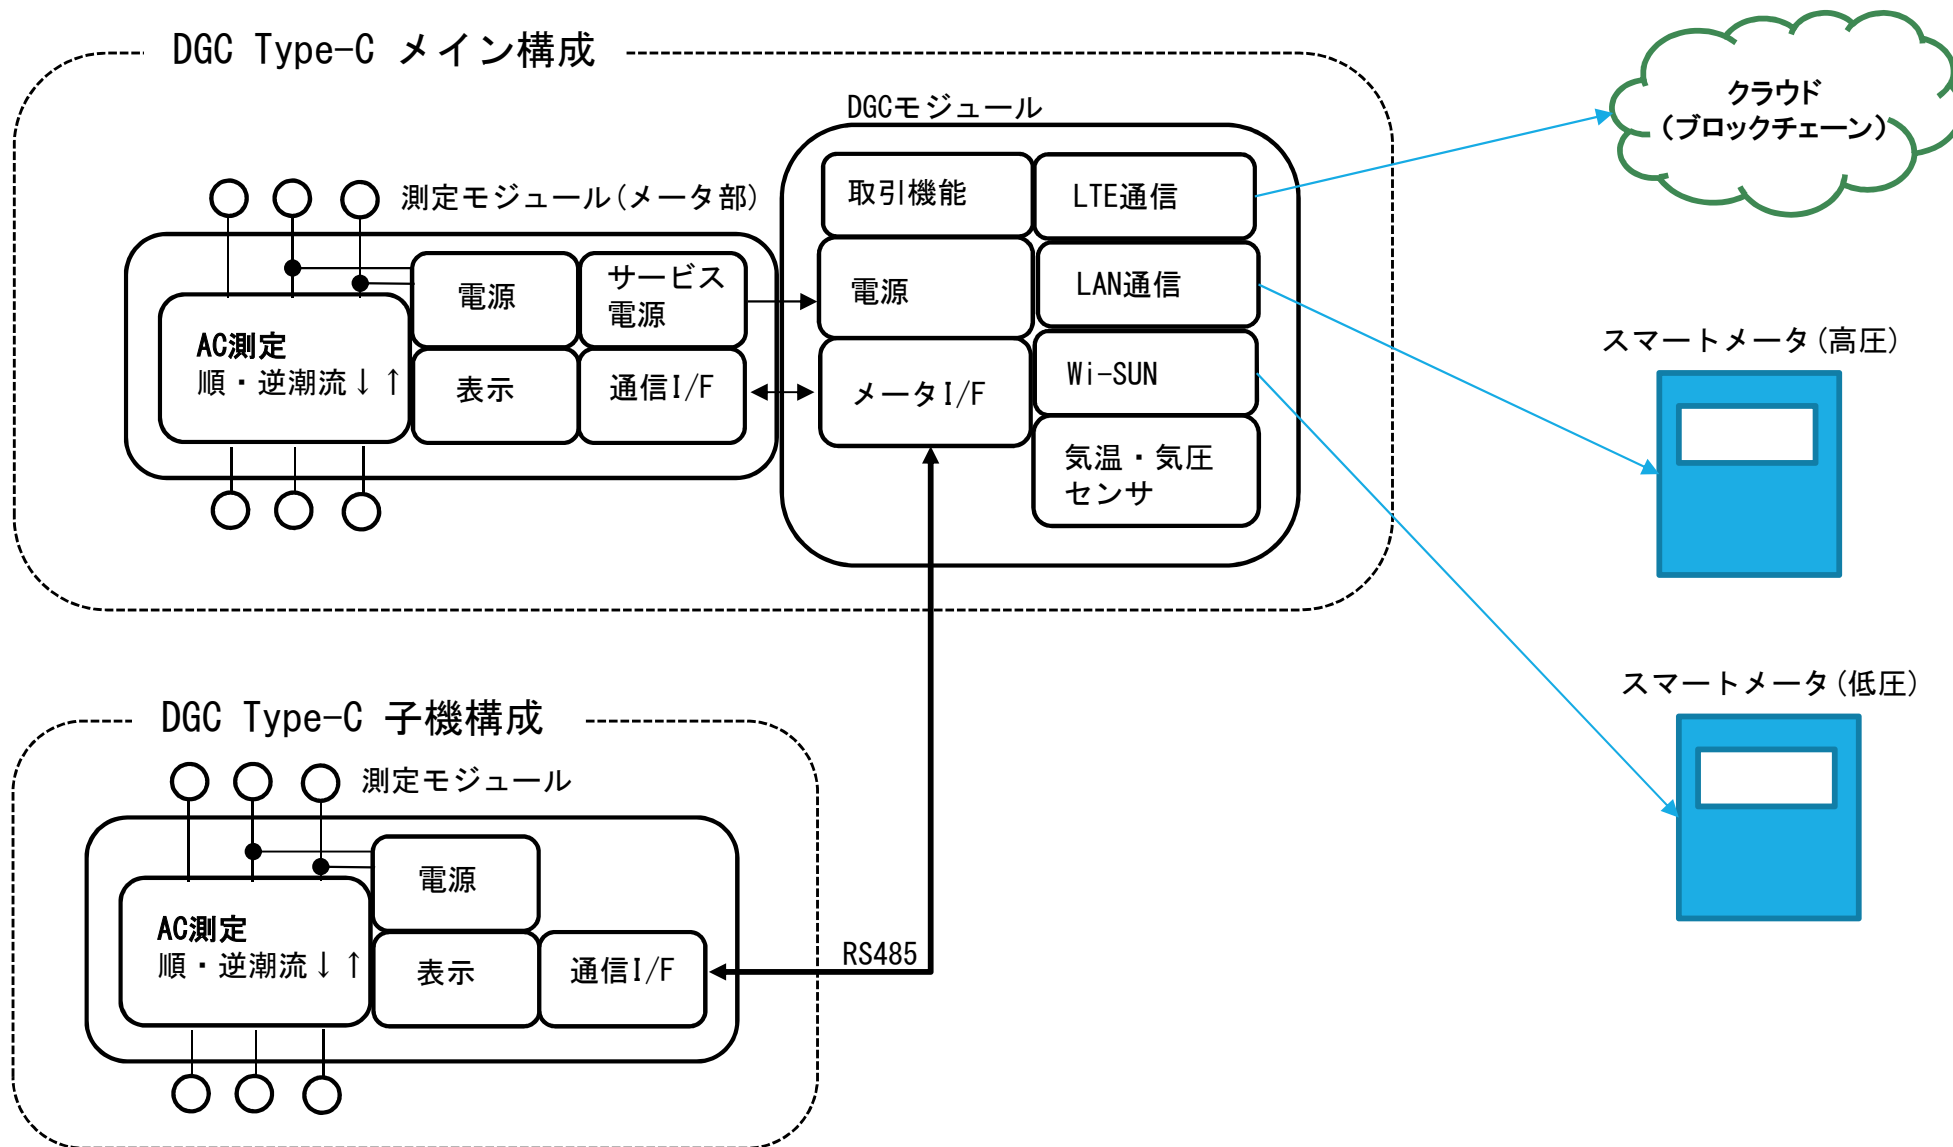 DGC Type-C メイン構成
DGCモジュール
クラウド
(ブロックチェーン)
測定モジュール(メータ部)
取引機能
LTE通信
電源
サービス
電源
電源
LAN通信
AC測定
順・逆潮流↓↑
表示
通信I/F
メータI/F
Wi-SUN
気温・気圧
センサ
スマートメータ(高圧)
スマートメータ(低圧)
DGC Type-C 子機構成
測定モジュール
電源
AC測定
順・逆潮流↓↑
表示
通信I/F
RS485